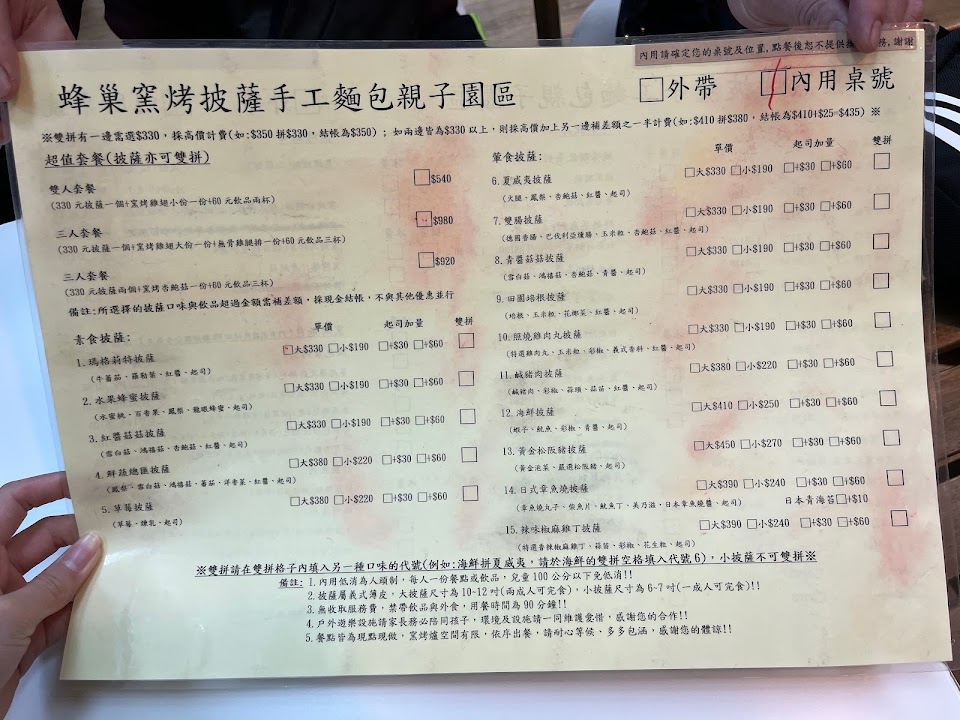 內用請確定您的桌號及位置,點餐後恕不提供
務,謝謝
蜂巢窯烤披薩手工麵包親子園區
□外帶 □內用桌號
※雙拼有一邊需選$330,採高價計費(如:$350拼$330,結帳為$350);如兩邊皆為$330以上,則採高價加上另一邊補差額之一半計費(如:$410拼$380,結帳為$410+$25=$435) ※
超值套餐(披薩亦可雙拼)
雙人套餐 □$540
(330元披薩一個+窯烤雞翅小份一份+60元飲品兩杯)
三人套餐 □$980
(330元披薩一個+窯烤雞翅大份一份+無骨雞腿排一份+60元飲品三杯)
三人套餐 □$920
(330元披薩兩個+窯烤杏鮑菇一份+60元飲品三杯)
備註:所選擇的披薩口味與飲品超過金額需補差額,採現金結帳,不與其他優惠並行
素食披薩: 單價 起司加量 雙拼
1.瑪格莉特披薩 □大$330 □小$190 □+$30 □+$60 □
(牛蕃茄、羅勒葉、紅醬、起司)
2.水果蜂蜜披薩 □大$330 □小$190 □+$30 □+$60 □
(水蜜桃、百香果、鳳梨、龍眼蜂蜜、起司)
3.紅醬菇菇披薩 □大$330 □小$190 □+$30 □+$60 □
(雪白菇、鴻禧菇、杏鮑菇、紅醬、起司)
4.鮮蔬總匯披薩 □大$380 □小$220 □+$30 □+$60 □
(鳳梨、雪白菇、鴻禧菇、蕃茄、洋香菜、紅醬、起司)
5.草莓披薩 □大$380 □小$220 □+$30 □+$60 □
(草莓、煉乳、起司)
葷食披薩: 單價 起司加量 雙拼
6.夏威夷披薩 □大$330 □小$190 □+$30 □+$60 □
(火腿、鳳梨、杏鮑菇、紅醬、起司)
7.雙腸披薩 □大$330 □小$190 □+$30 □+$60 □
(德國香腸、巴伐利亞燻腸、玉米粒、杏鮑菇、紅醬、起司)
8.青醬菇菇披薩 □大$330 □小$190 □+$30 □+$60 □
(雪白菇、鴻禧菇、杏鮑菇、青醬、起司)
9.田園培根披薩 □大$330 □小$190 □+$30 □+$60 □
(培根、玉米粒、花椰菜、紅醬、起司)
10.照燒雞肉丸披薩 □大$330 □小$190 □+$30 □+$60 □
(特選雞肉丸、玉米粒、彩椒、義式香料、紅醬、起司)
11.鹹豬肉披薩 □大$380 □小$220 □+$30 □+$60 □
(鹹豬肉、彩椒、蒜頭、蒜苗、紅醬、起司)
12.海鮮披薩 □大$410 □小$250 □+$30 □+$60 □
(蝦子、魷魚、彩椒、青醬、起司)
13.黃金松阪豬披薩 □大$450 □小$270 □+$30 □+$60 □
(黃金泡菜、嚴選松阪豬、起司)
14.日式章魚燒披薩 □大$390 □小$240 □+$30 □+$60 □
(章魚燒丸子、柴魚片、魷魚丁、美乃滋、日本章魚燒醬、起司) 日本青海苔□+$10
15.辣味椒麻雞丁披薩 □大$390 □小$240 □+$30 □+$60 □
(特選香辣椒麻雞丁、蒜苗、彩椒、花生粒、起司)
※雙拼請在雙拼格子內填入另一種口味的代號(例如:海鮮拼夏威夷,請於海鮮的雙拼空格填入代號6),小披薩不可雙拼※
備註: 1.內用低消為人頭制,每人一份餐點或飲品,兒童100公分以下免低消!!
2.披薩屬義式薄皮,大披薩尺寸為10-12吋(兩成人可完食),小披薩尺寸為6-7吋(一成人可完食)!!
3.無收取服務費,禁帶飲品與外食,用餐時間為90分鐘!!
4.戶外遊樂設施請家長務必陪同孩子,環境及設施請一同維護愛惜,感謝您的合作!!
5.餐點皆為現點現做,窯烤爐空間有限,依序出餐,請耐心等候、多多包涵,感謝您的體諒!!